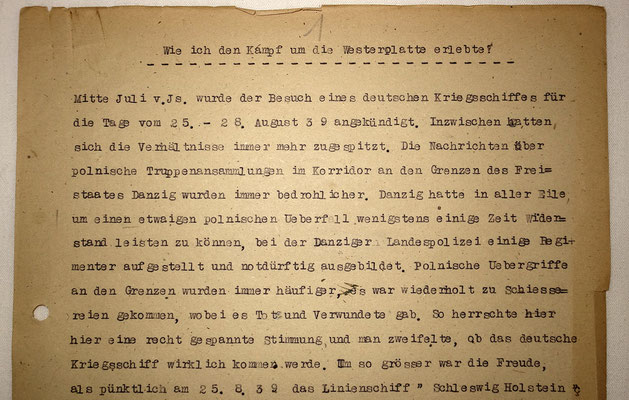 1
Wie ich den Kampf um die Westerplatte erlebte!
Mitte Juli v.Js. wurde der Besuch eines deutschen Kriegsschiffes für
die Tage vom 25. - 28. August 39 angekündigt. Inzwischen hatten
sich die Verhältnisse immer mehr zugespitzt. Die Nachrichten über
polnische Truppenansammlungen im Korridor an den Grenzen des Frei=
staates Danzig wurden immer bedrohlicher. Danzig hatte in aller Eile,
um einen etwaigen polnischen Ueberfall wenigstens einige Zeit Wider=
stand leisten zu können, bei der Danziger Landespolizei einige Regi=
menter aufgestellt und notdürftig ausgebildet. Polnische Uebergriffe
an den Grenzen wurden immer häufiger, es war wiederholt zu Schiesse=
reien gekommen, wobei es Tote und Verwundete gab. So herrschte hier
hier eine recht gespannte Stimmung und man zweifelte, ob das deutsche
Kriegsschiff wirklich kommen werde. Um so grösser war die Freude,
als pünktlich am 25. 8. 39 das Linienschiff " Schleswig Holstein "